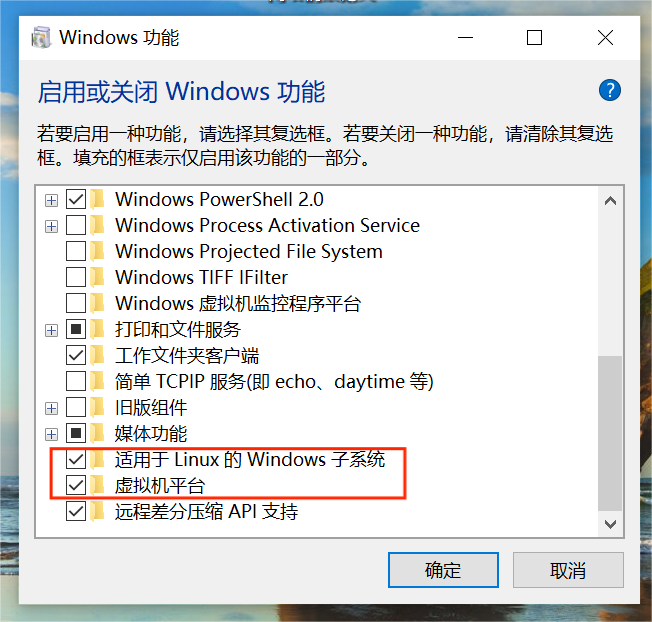 Windows 功能
启用或关闭 Windows 功能
?
若要启用一种功能，请选择其复选框。若要关闭一种功能，请清除其复选
框。填充的框表示仅启用该功能的一部分。
Windows PowerShell 2.0
Windows Process Activation Service
Windows Projected File System
Windows TIFF IFilter
Windows 虚拟机监控程序平台
打印和文件服务
工作文件夹客户端
简单 TCPIP 服务(即 echo、daytime 等)
旧版组件
媒体功能
适用于 Linux 的 Windows 子系统
虚拟机平台
远程差分压缩 API 支持
确定
取消